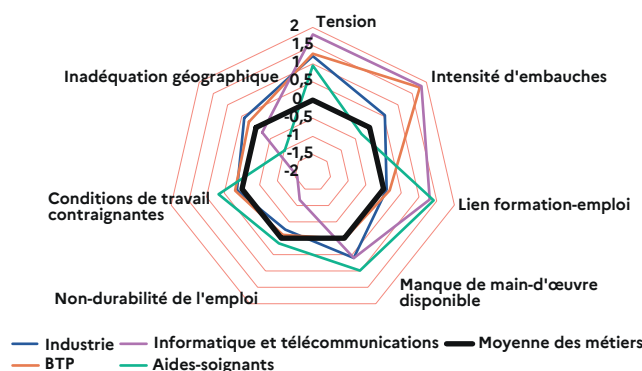 Tension
2
1,5
1
0,5
0
-0,5
-1
-1,5
-2
Inadéquation géographique
Intensité d'embauches
Conditions de travail
contraignantes
Lien formation-emploi
Non-durabilité de l'emploi
Manque de main-d'œuvre
disponible
Industrie
Informatique et télécommunications
Moyenne des métiers
BTP
Aides-soignants